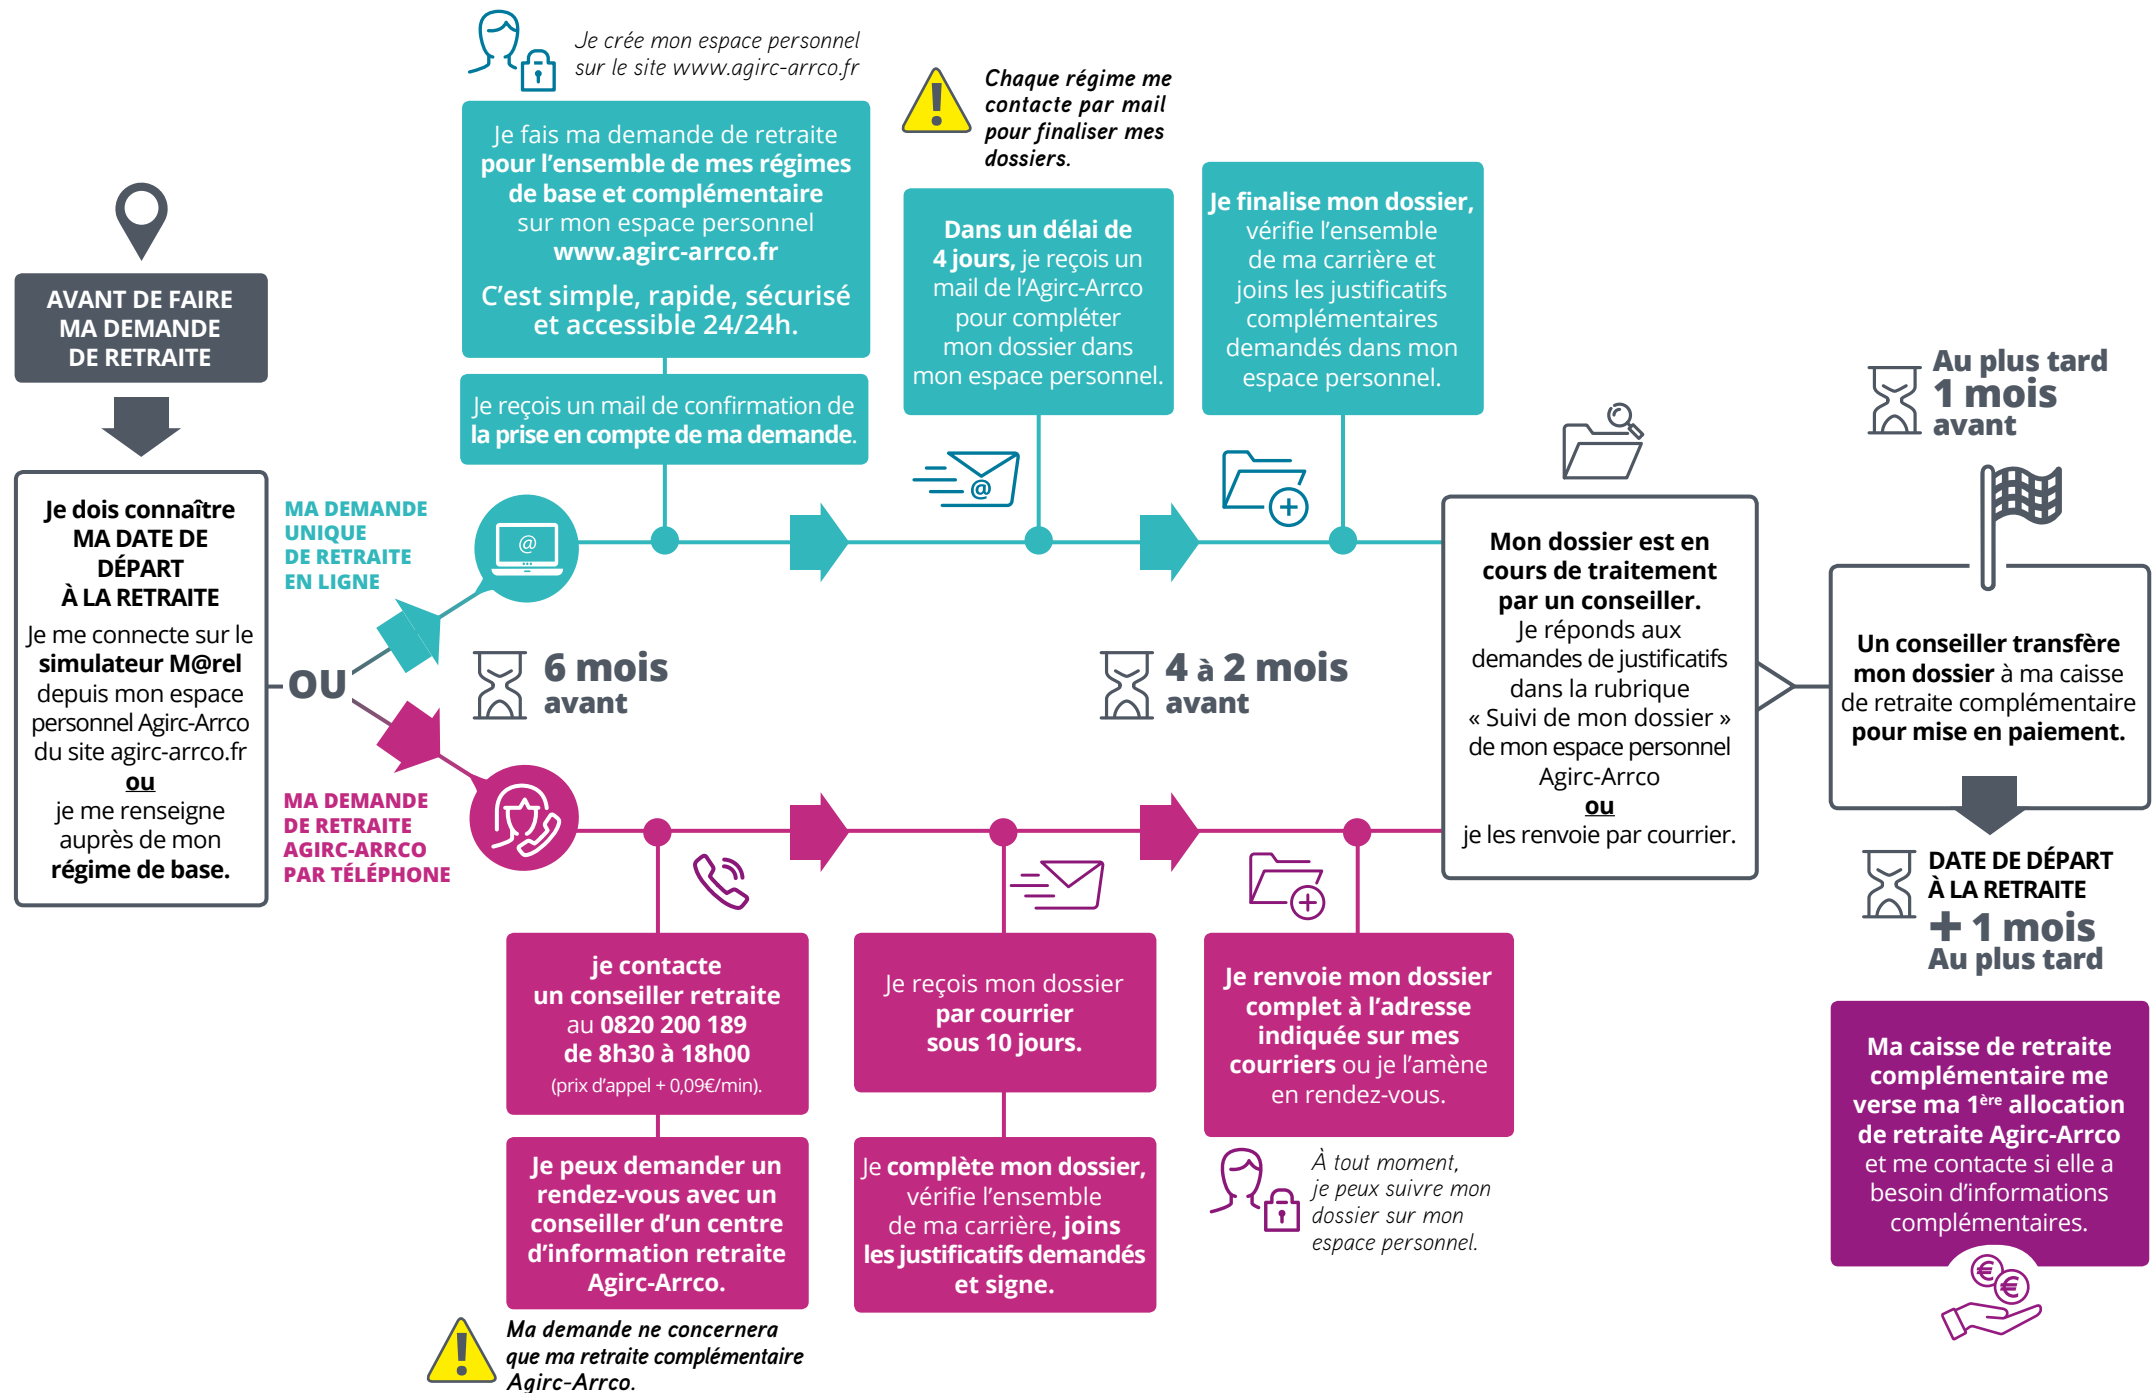 AVANT DE FAIRE
MA DEMANDE
DE RETRAITE
Je dois connaître
MA DATE DE
DÉPART
À LA RETRAITE
Je me connecte sur le
simulateur M@rel
depuis mon espace
personnel Agirc-Arrco
du site agirc-arrco.fr
ou
je me renseigne
auprès de mon
régime de base.
OU
MA DEMANDE
UNIQUE
DE RETRAITE
EN LIGNE
@
Je crée mon espace personnel
sur le site www.agirc-arrco.fr
Je fais ma demande de retraite
pour l'ensemble de mes régimes
de base et complémentaire
sur mon espace personnel
www.agirc-arrco.fr
C'est simple, rapide, sécurisé
et accessible 24/24h.
Je reçois un mail de confirmation de
la prise en compte de ma demande.
Chaque régime me
contacte par mail
pour finaliser mes
dossiers.
Dans un délai de
4 jours, je reçois un
mail de l'Agirc-Arrco
pour compléter
mon dossier dans
mon espace personnel.
@
Je finalise mon dossier,
vérifie l'ensemble
de ma carrière et
joins les justificatifs
complémentaires
demandés dans mon
espace personnel.
6 mois
avant
4 à 2 mois
avant
MA DEMANDE
DE RETRAITE
AGIRC-ARRCO
PAR TÉLÉPHONE
je contacte
un conseiller retraite
au 0820 200 189
de 8h30 à 18h00
(prix d'appel + 0,09€/min).
Je peux demander un
rendez-vous avec un
conseiller d'un centre
d'information retraite
Agirc-Arrco.
Ma demande ne concernera
que ma retraite complémentaire
Agirc-Arrco.
Je reçois mon dossier
par courrier
sous 10 jours.
Je complète mon dossier,
vérifie l'ensemble
de ma carrière, joins
les justificatifs demandés
et signe.
Je renvoie mon dossier
complet à l'adresse
indiquée sur mes
courriers ou je l'amène
en rendez-vous.
À tout moment,
je peux suivre mon
dossier sur mon
espace personnel.
Mon dossier est en
cours de traitement
par un conseiller.
Je réponds aux
demandes de justificatifs
dans la rubrique
« Suivi de mon dossier »
de mon espace personnel
Agirc-Arrco
ou
je les renvoie par courrier.
Au plus tard
1 mois
avant
Un conseiller transfère
mon dossier à ma caisse
de retraite complémentaire
pour mise en paiement.
DATE DE DÉPART
À LA RETRAITE
+ 1 mois
Au plus tard
Ma caisse de retraite
complémentaire me
verse ma 1ère allocation
de retraite Agirc-Arrco
et me contacte si elle a
besoin d'informations
complémentaires.
€
€